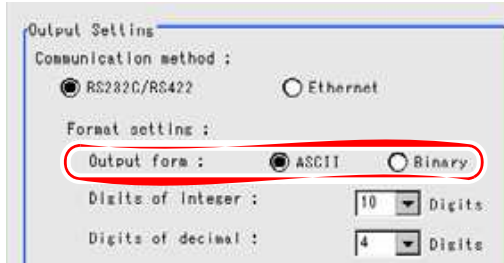 Output Setting
Communication method :
RS232C/RS422 Ethernet
Format setting :
Output form : ASCII Binary
Digits of Integer : 10 Digits
Digits of decimal : 4 Digits